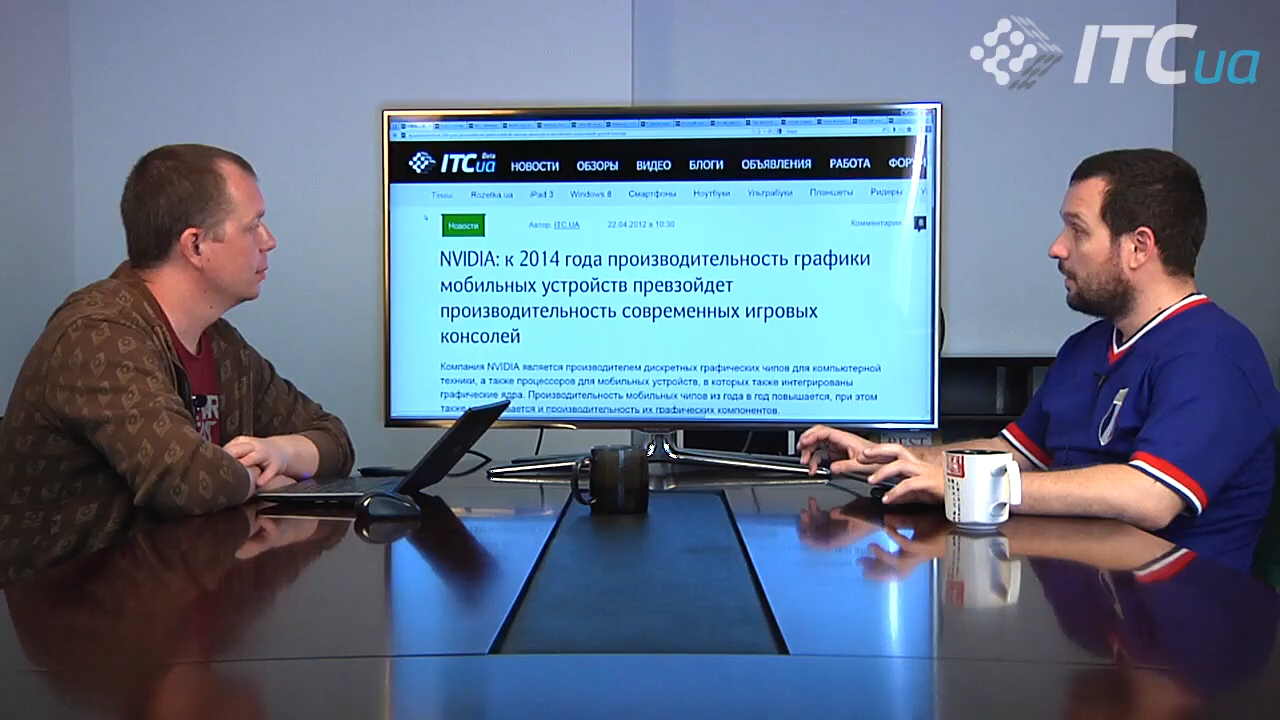 ITCua
ITCua Beta НОВОСТИ ОБЗОРЫ ВИДЕО БЛОГИ ОБЪЯВЛЕНИЯ РАБОТА ФОРУМ
Темы: Rozetka.ua iPad 3 Windows 8 Смартфоны Ноутбуки Ультрабуки Планшеты Ридеры
Новости Автор: ITC.UA 22.04.2012 в 10:30 Комментарии
NVIDIA: к 2014 года производительность графики
мобильных устройств превзойдет
производительность современных игровых
консолей
Компания NVIDIA является производителем дискретных графических чипов для компьютерной
техники, а также процессоров для мобильных устройств, в которых также интегрированы
графические ядра. Производительность мобильных чипов из года в год повышается, при этом
также и производительность их графических компонентов.